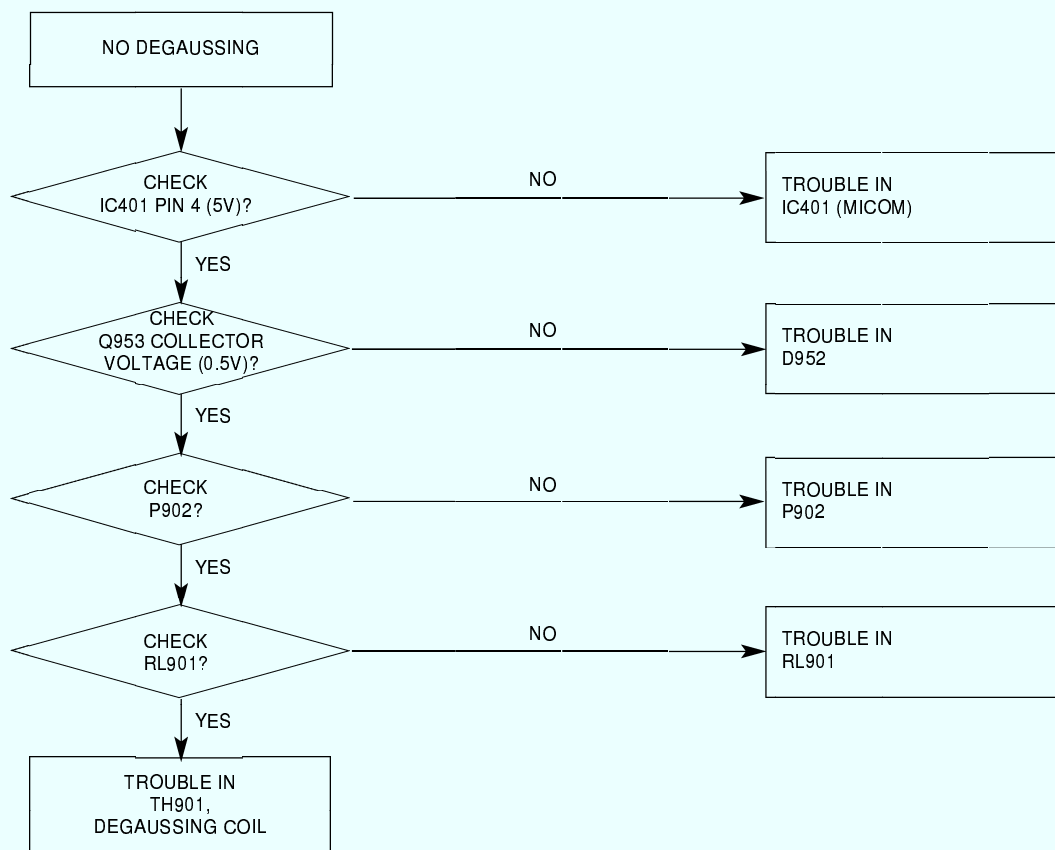 NO DEGAUSSING
CHECK
IC401 PIN 4 (5V)?
NO
TROUBLE IN
IC401 (MICOM)
YES
CHECK
Q953 COLLECTOR
VOLTAGE (0.5V)?
NO
TROUBLE IN
D952
YES
CHECK
P902?
NO
TROUBLE IN
P902
YES
CHECK
RL901?
NO
TROUBLE IN
RL901
YES
TROUBLE IN
TH901,
DEGAUSSING COIL